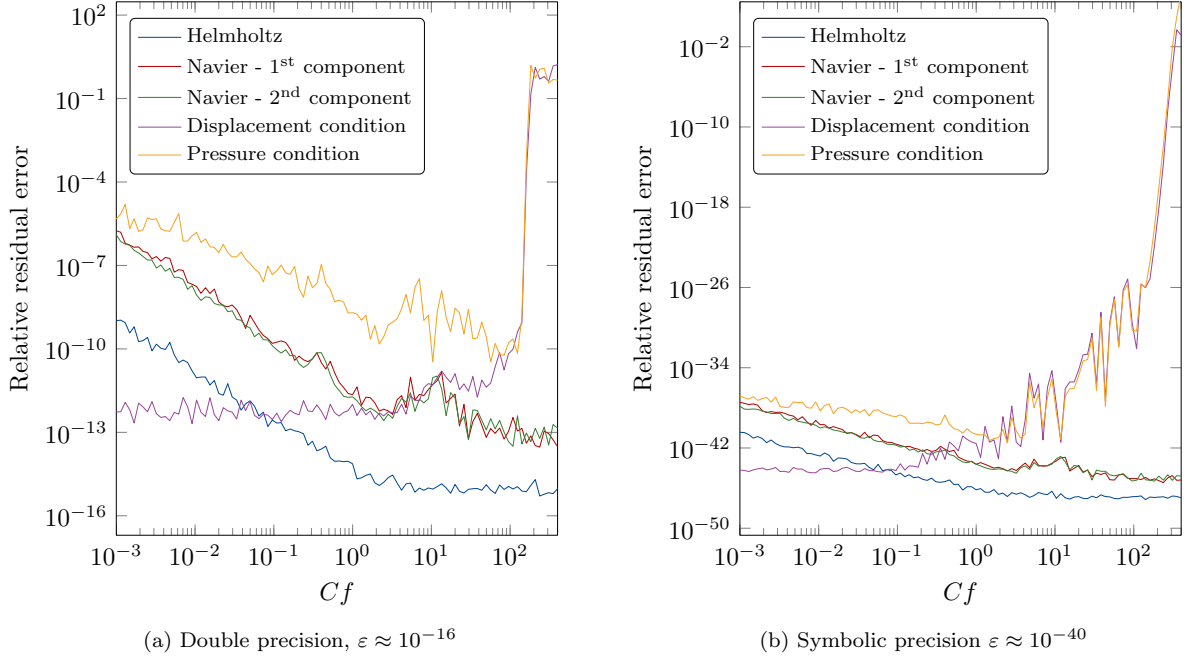 10^2
10^−1
10^−4
10^−7
10^−10
10^−13
10^−16
Relative residual error
Helmholtz
Navier - 1^st component
Navier - 2^nd component
Displacement condition
Pressure condition
10^−3 10^−2 10^−1 10^0 10^1 10^2
Cf
(a) Double precision, ε ≈ 10^−16
10^−2
10^−10
10^−18
10^−26
10^−34
10^−42
10^−50
Relative residual error
Helmholtz
Navier - 1^st component
Navier - 2^nd component
Displacement condition
Pressure condition
10^−3 10^−2 10^−1 10^0 10^1 10^2
Cf
(b) Symbolic precision ε ≈ 10^−40